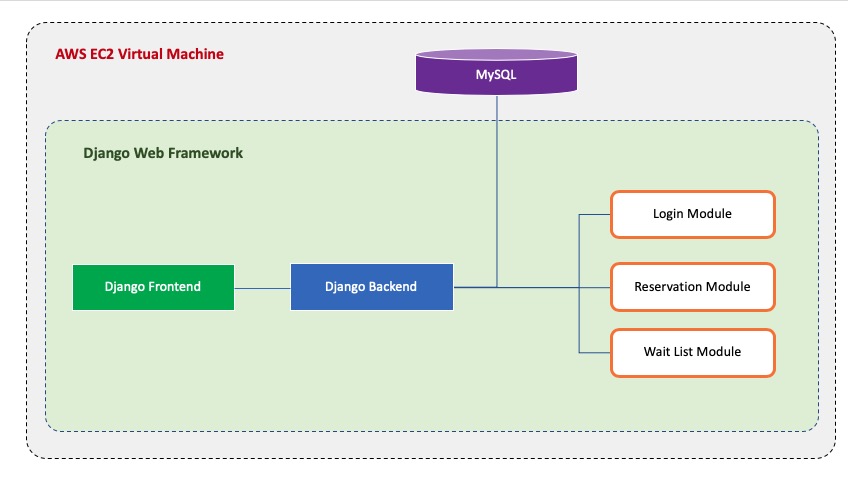 AWS EC2 Virtual Machine
MySQL
Django Web Framework
Login Module
Django Frontend
Django Backend
Reservation Module
Wait List Module